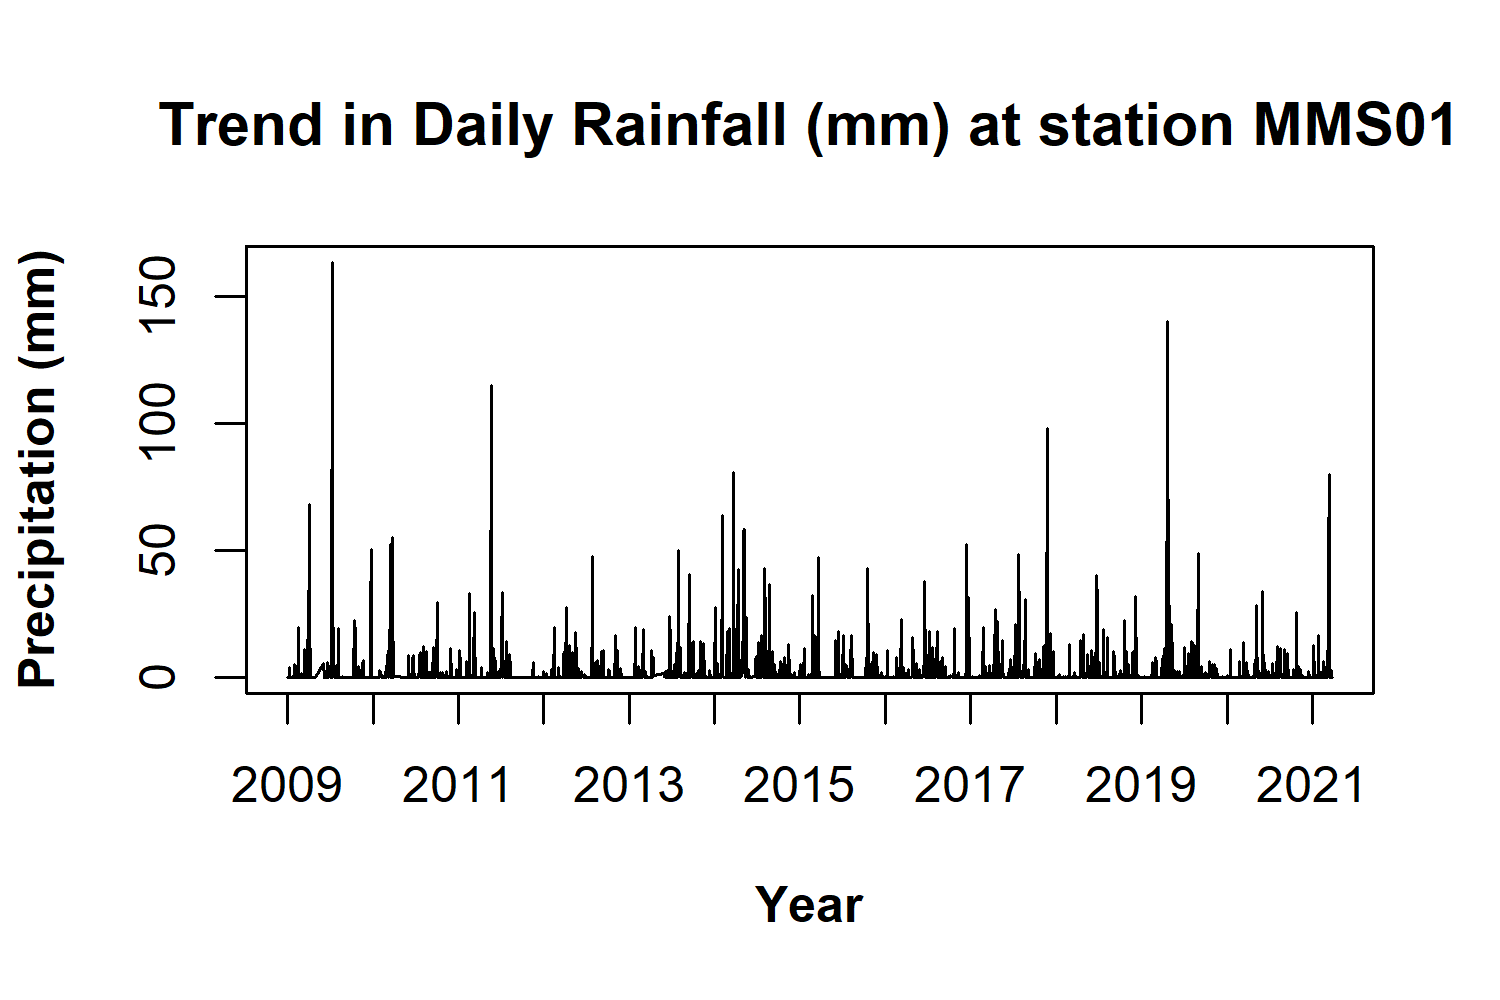 Trend in Daily Rainfall (mm) at station MMS01
Precipitation (mm)
150
100
50
0
2009 2011 2013 2015 2017 2019 2021
Year